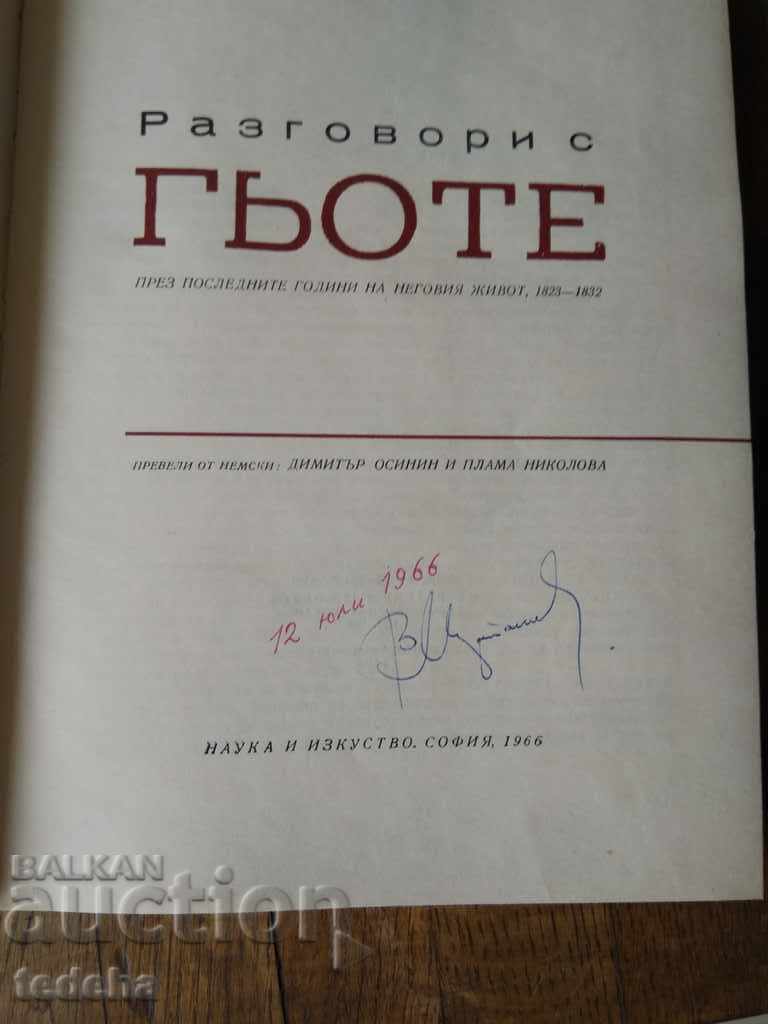 Разговори с
ГЬОТЕ
ПРЕЗ ПОСЛЕДНИТЕ ГОДИНИ НА НЕГОВИЯ ЖИВОТ, 1823—1832
ПРЕВЕЛИ ОТ НЕМСКИ: ДИМИТЪР ОСИНИН И ПЛАМА НИКОЛОВА
12 юли 1966
НАУКА И ИЗКУСТВО. СОФИЯ, 1966
BALKAN
auction
tedeha